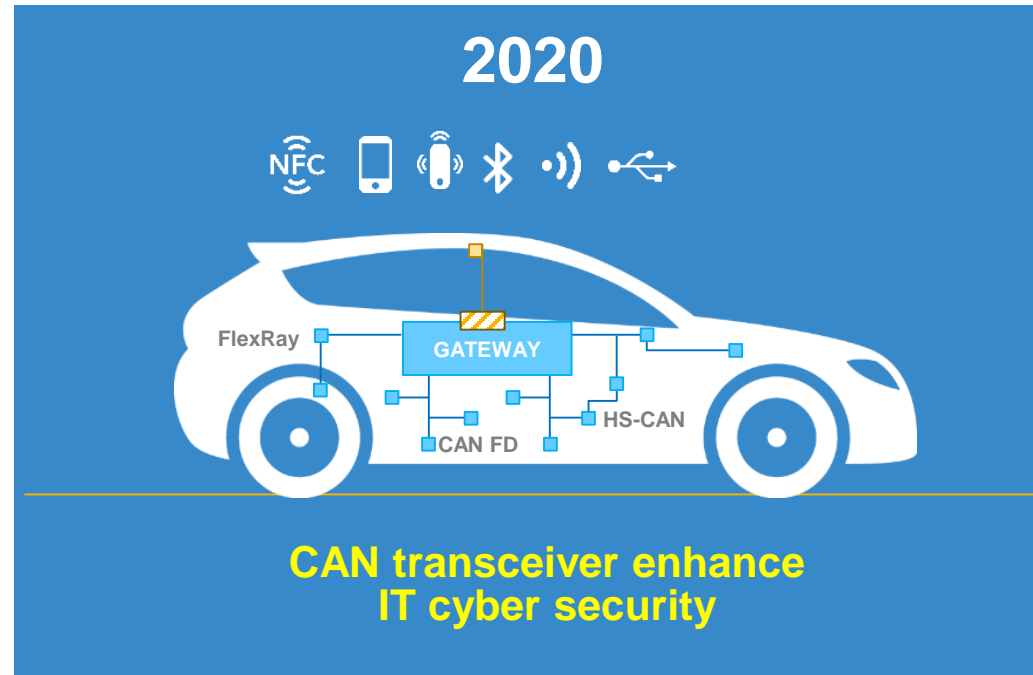 2020
NFC
FlexRay
GATEWAY
HS-CAN
CAN FD
CAN transceiver enhance
IT cyber security